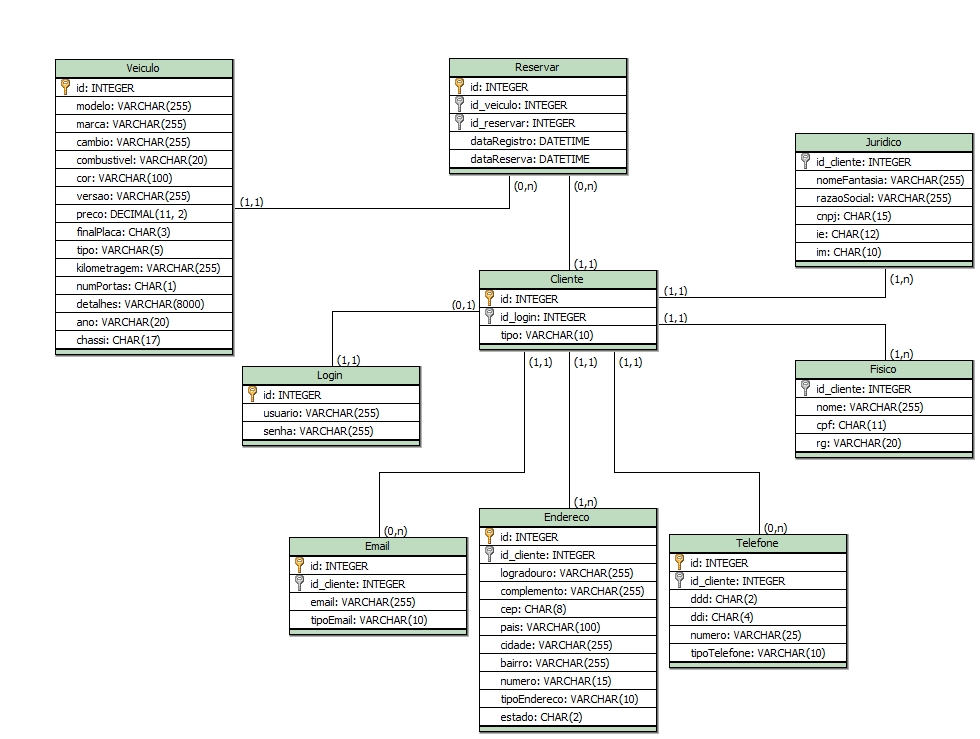 Veiculo
id: INTEGER
modelo: VARCHAR(255)
marca: VARCHAR(255)
cambio: VARCHAR(255)
combustivel: VARCHAR(20)
cor: VARCHAR(100)
versao: VARCHAR(255)
preco: DECIMAL(11, 2)
finalPlaca: CHAR(3)
tipo: VARCHAR(5)
kilometragem: VARCHAR(255)
numPortas: CHAR(1)
detalhes: VARCHAR(8000)
ano: VARCHAR(20)
chassi: CHAR(17)
(1,1)
Reservar
id: INTEGER
id_veiculo: INTEGER
id_reservar: INTEGER
dataRegistro: DATETIME
dataReserva: DATETIME
(0,n)
(0,n)
(1,1)
Juridico
id_cliente: INTEGER
nomeFantasia: VARCHAR(255)
razaoSocial: VARCHAR(255)
cnpj: CHAR(15)
ie: CHAR(12)
im: CHAR(10)
(1,n)
Cliente
id: INTEGER
id_login: INTEGER
tipo: VARCHAR(10)
(0,1)
(1,1)
(1,1)
(1,1)
(1,1)
(1,1)
(1,1)
Login
id: INTEGER
usuario: VARCHAR(255)
senha: VARCHAR(255)
(1,n)
Fisico
id_cliente: INTEGER
nome: VARCHAR(255)
cpf: CHAR(11)
rg: VARCHAR(20)
(0,n)
Email
id: INTEGER
id_cliente: INTEGER
email: VARCHAR(255)
tipoEmail: VARCHAR(10)
(1,n)
Endereco
id: INTEGER
id_cliente: INTEGER
logradouro: VARCHAR(255)
complemento: VARCHAR(255)
cep: CHAR(8)
pais: VARCHAR(100)
cidade: VARCHAR(255)
bairro: VARCHAR(255)
numero: VARCHAR(15)
tipoEndereco: VARCHAR(10)
estado: CHAR(2)
(0,n)
Telefone
id: INTEGER
id_cliente: INTEGER
ddd: CHAR(2)
ddi: CHAR(4)
numero: VARCHAR(25)
tipoTelefone: VARCHAR(10)